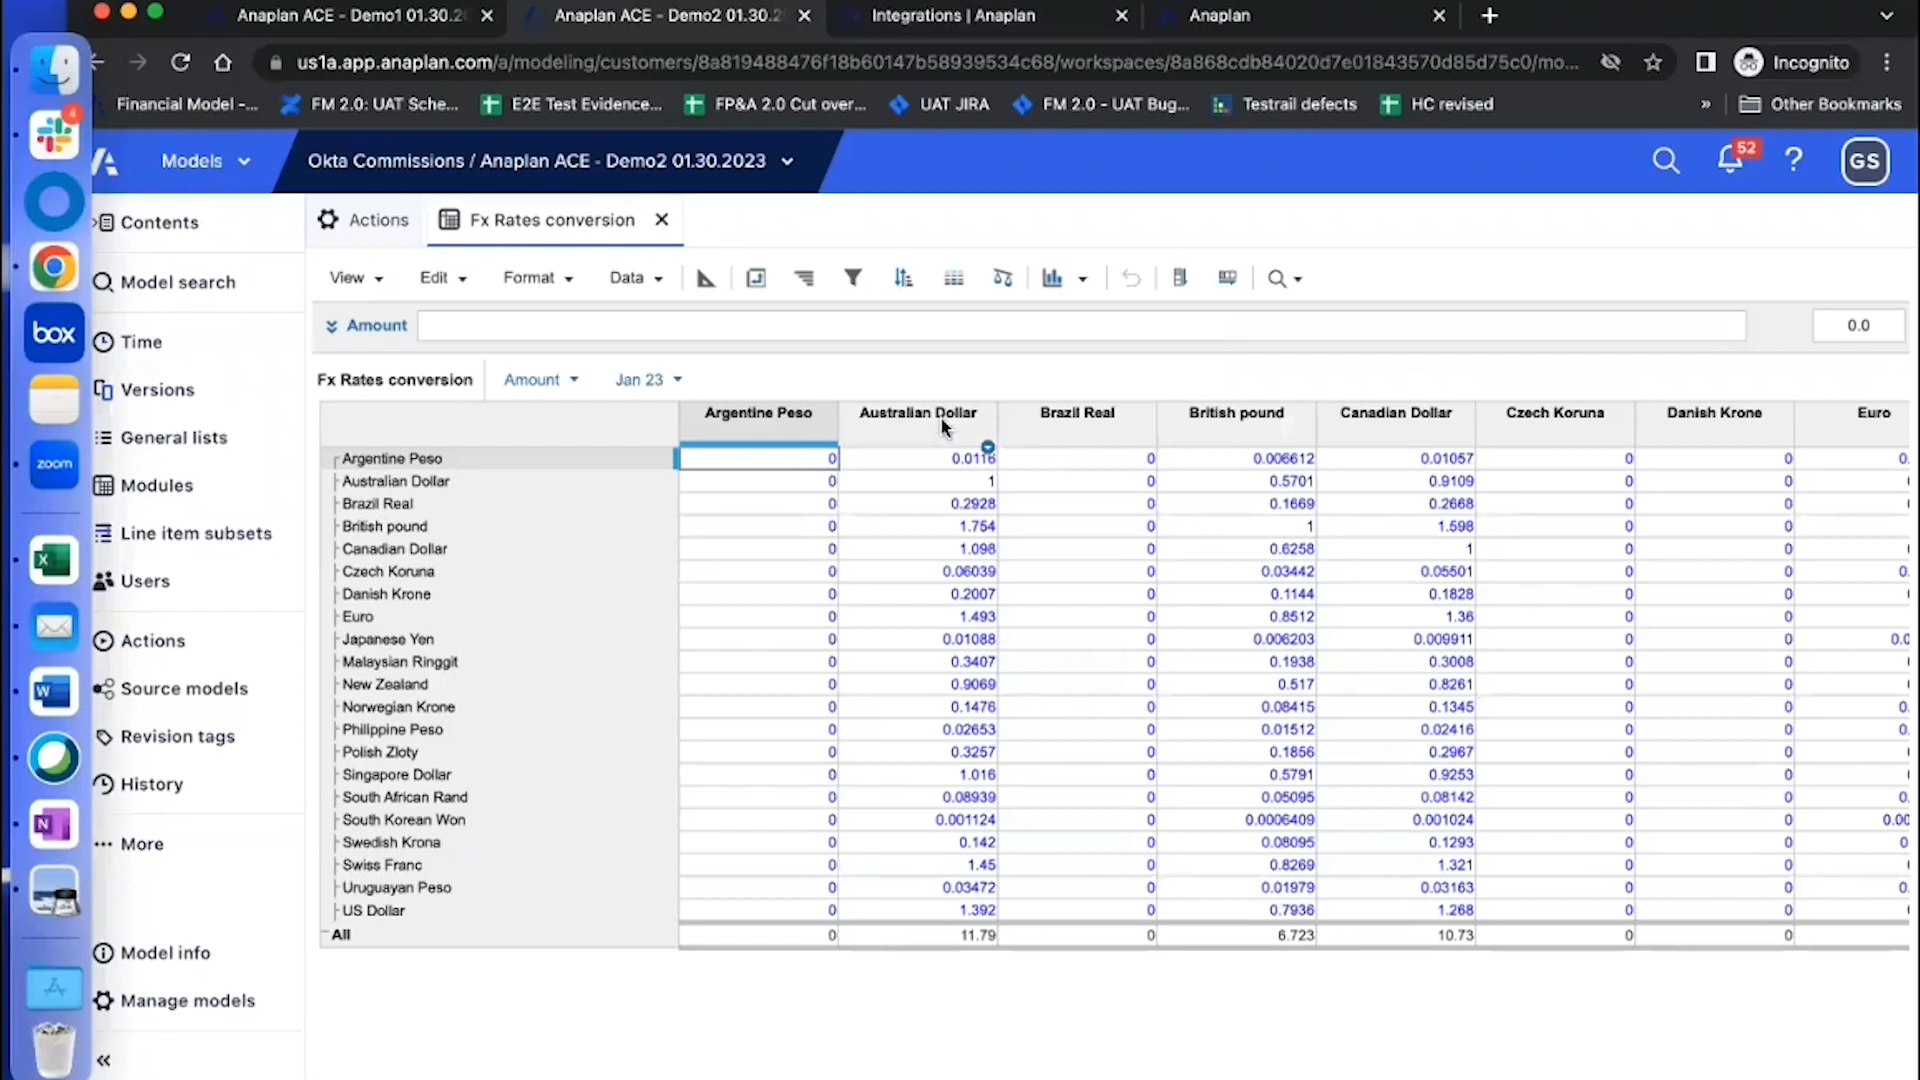 Anaplan ACE - Demo1 01.30.2
Anaplan ACE - Demo2 01.30.2
Integrations | Anaplan
Anaplan
us1a.app.anaplan.com/a/modeling/customers/8a819488476f18b60147b58939534c68/workspaces/8a868cdb84020d7e01843570d85d75c0/mo...
Incognito
Financial Model -...
FM 2.0: UAT Sche...
E2E Test Evidence...
FP&A 2.0 Cut over...
UAT JIRA
FM 2.0 - UAT Bug...
Testrail defects
HC revised
»
Other Bookmarks
Models
Okta Commissions / Anaplan ACE - Demo2 01.30.2023
52
?
GS
4
box
zoom
X
W
N
Contents
Model search
Time
Versions
General lists
Modules
Line item subsets
Users
Actions
Source models
Revision tags
History
More
Model info
Manage models
«
Actions
Fx Rates conversion
View
Edit
Format
Data
Amount
0.0
Fx Rates conversion Amount Jan 23
Argentine Peso Australian Dollar Brazil Real British pound Canadian Dollar Czech Koruna Danish Krone Euro
Argentine Peso 0 0.0116 0 0.006612 0.01057 0 0 0.
Australian Dollar 0 1 0 0.5701 0.9109 0 0
Brazil Real 0 0.2928 0 0.1669 0.2668 0 0
British pound 0 1.754 0 1 1.598 0 0
Canadian Dollar 0 1.098 0 0.6258 1 0 0
Czech Koruna 0 0.06039 0 0.03442 0.05501 0 0 0.
Danish Krone 0 0.2007 0 0.1144 0.1828 0 0
Euro 0 1.493 0 0.8512 1.36 0 0
Japanese Yen 0 0.01088 0 0.006203 0.009911 0 0 0.0
Malaysian Ringgit 0 0.3407 0 0.1938 0.3008 0 0
New Zealand 0 0.9069 0 0.517 0.8261 0 0
Norwegian Krone 0 0.1476 0 0.08415 0.1345 0 0 0.
Philippine Peso 0 0.02653 0 0.01512 0.02416 0 0 0.
Polish Zloty 0 0.3257 0 0.1856 0.2967 0 0
Singapore Dollar 0 1.016 0 0.5791 0.9253 0 0
South African Rand 0 0.08939 0 0.05095 0.08142 0 0 0.
South Korean Won 0 0.001124 0 0.0006409 0.001024 0 0 0.00
Swedish Krona 0 0.142 0 0.08095 0.1293 0 0 0
Swiss Franc 0 1.45 0 0.8269 1.321 0 0
Uruguayan Peso 0 0.03472 0 0.01979 0.03163 0 0 0.
US Dollar 0 1.392 0 0.7936 1.268 0 0
All 0 11.79 0 6.723 10.73 0 0